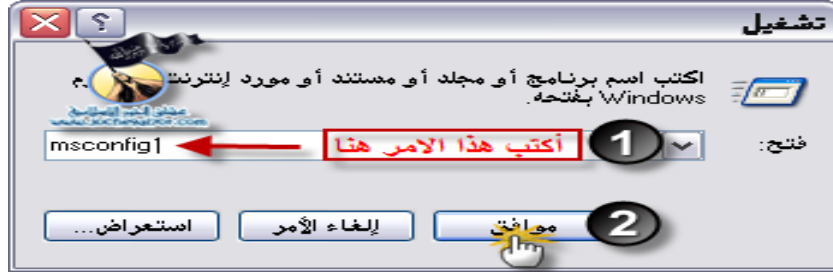 تشغيل
اكتب اسم برنامج أو مجلد أو مستند أو مورد إنترنت
Windows بفتحه.
فتح:
1
أكتب هذا الامر هنا
msconfig1
2
موافق
إلغاء الأمر
استعراض...